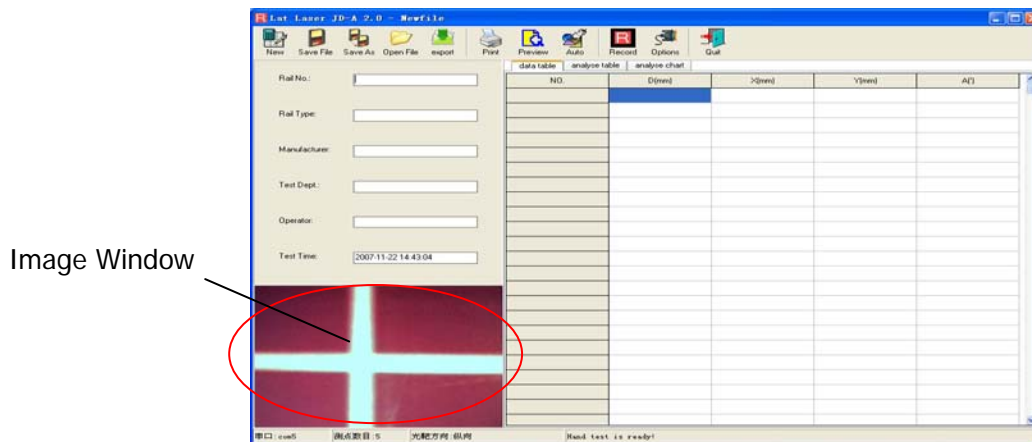 Lat Laser JD-A 2.0 - Newfile
New Save File Save As Open File export Print Preview Auto Record Options Quit
data table analyse table analyse chart
NO. D(mm) X(mm) Y(mm) A(')
Rail No.:
Rail Type:
Manufacturer:
Test Dept.:
Operator:
Test Time: 2007-11-22 14:43:04
Image Window
串口:com5 测点数目:5 光靶方向:纵向 Hand test is ready!